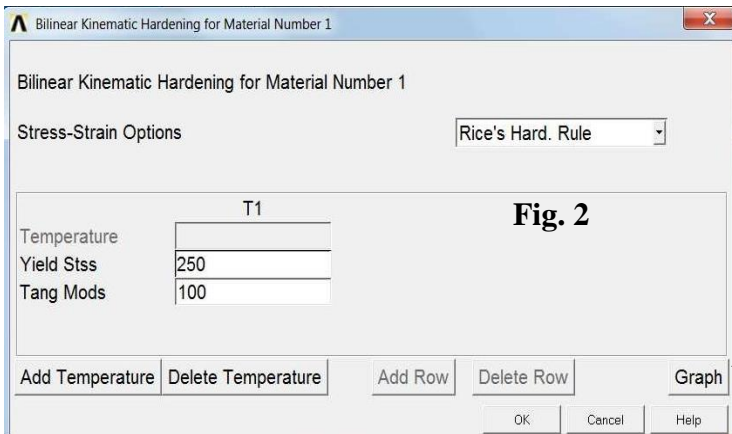 Bilinear Kinematic Hardening for Material Number 1
X
Bilinear Kinematic Hardening for Material Number 1
Stress-Strain Options Rice's Hard. Rule
T1
Fig. 2
Temperature
Yield Stss 250
Tang Mods 100
Add Temperature Delete Temperature Add Row Delete Row Graph
OK Cancel Help